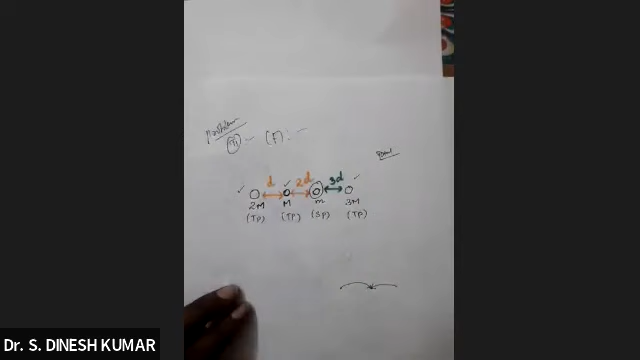 Problem
d 2d 3d
2M M m 3M
(TP) (TP) (SP) (TP)
Dr. S. DINESH KUMAR